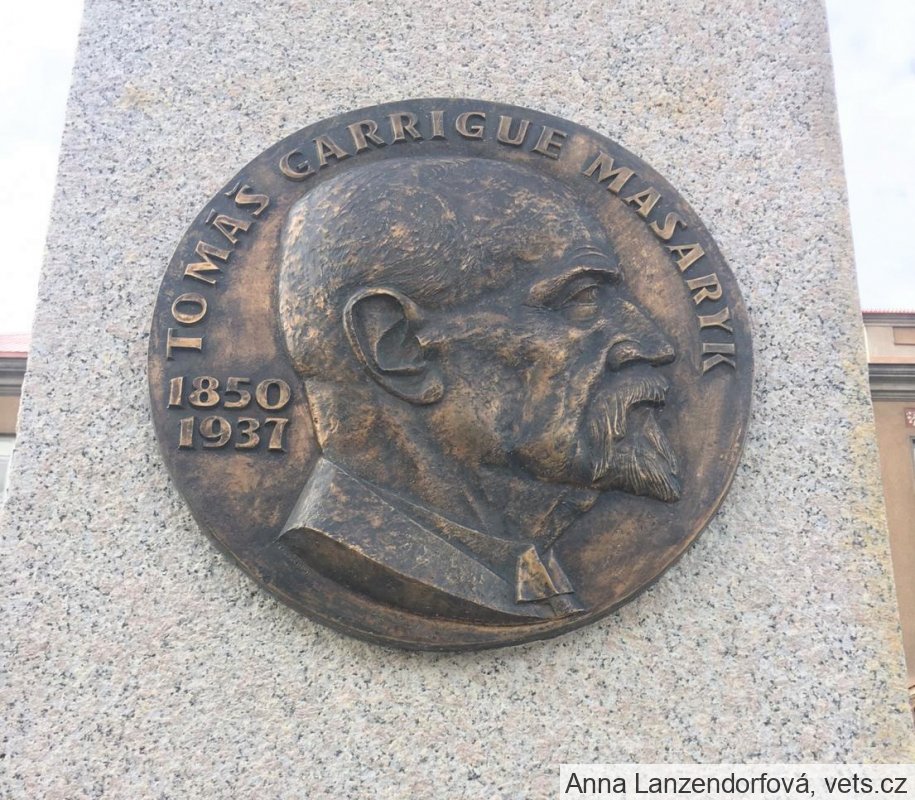 TOMÁŠ GARRIGUE MASARYK
1850
1937
Anna Lanzendorfová, vets.cz